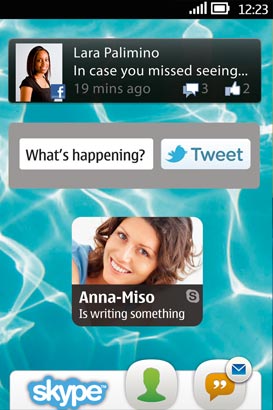 12:23
Lara Palimino
In case you missed seeing...
19 mins ago 3 2
What's happening? Tweet
Anna-Miso
Is writing something
skype™